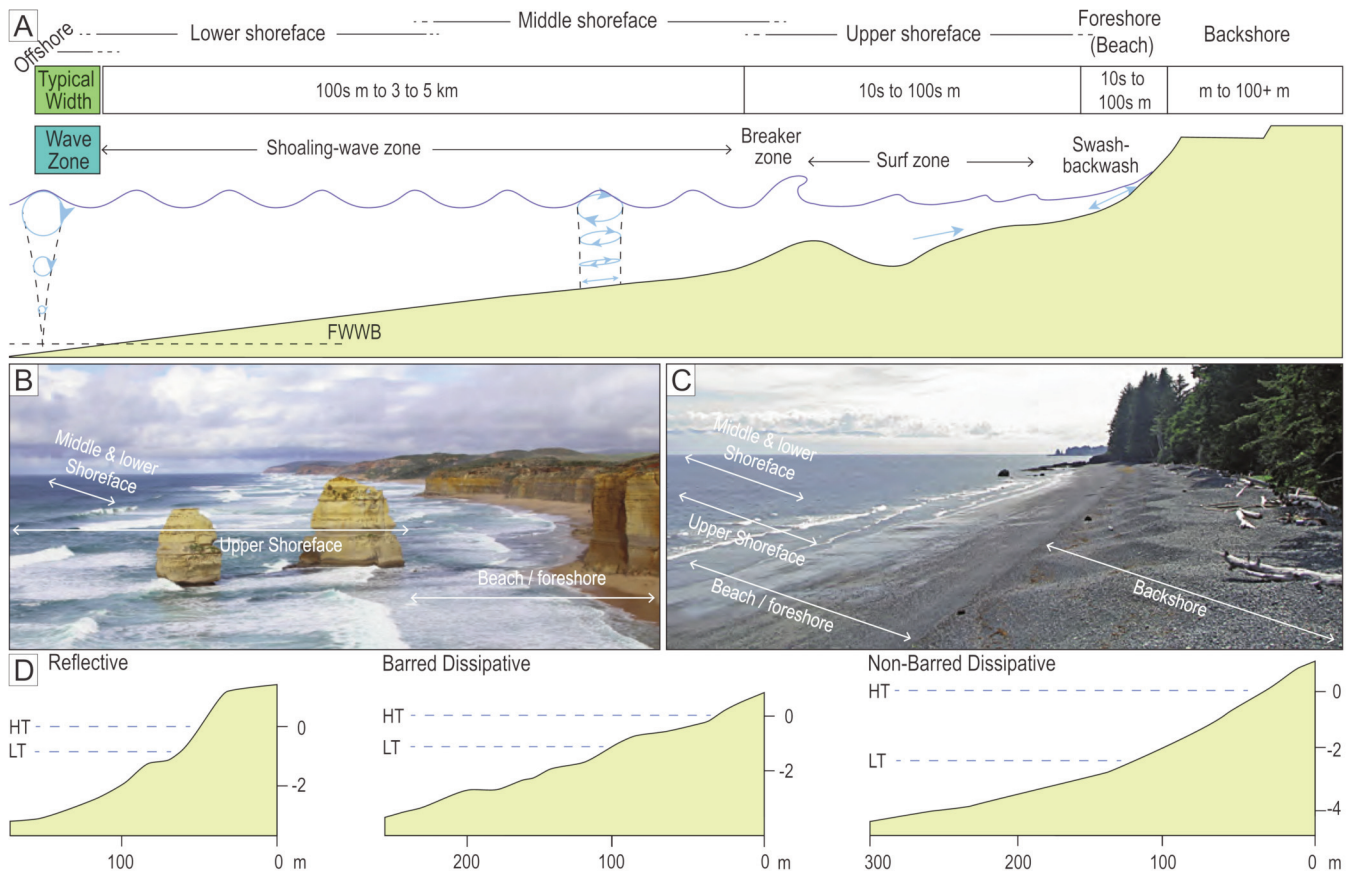 A
Offshore
Lower shoreface
Middle shoreface
Upper shoreface
Foreshore
(Beach)
Backshore
Typical
Width
100s m to 3 to 5 km
10s to 100s m
10s to
100s m
m to 100+ m
Wave
Zone
Shoaling-wave zone
Breaker
zone
Surf zone
Swash-
backwash
FWWB
B
Middle & lower
Shoreface
Upper Shoreface
Beach / foreshore
C
Middle & lower
Shoreface
Upper Shoreface
Beach / foreshore
Backshore
D
Reflective
HT
LT
0
-2
100
0 m
Barred Dissipative
HT
LT
0
-2
200
100
0 m
Non-Barred Dissipative
HT
LT
0
-2
-4
300
200
100
0 m